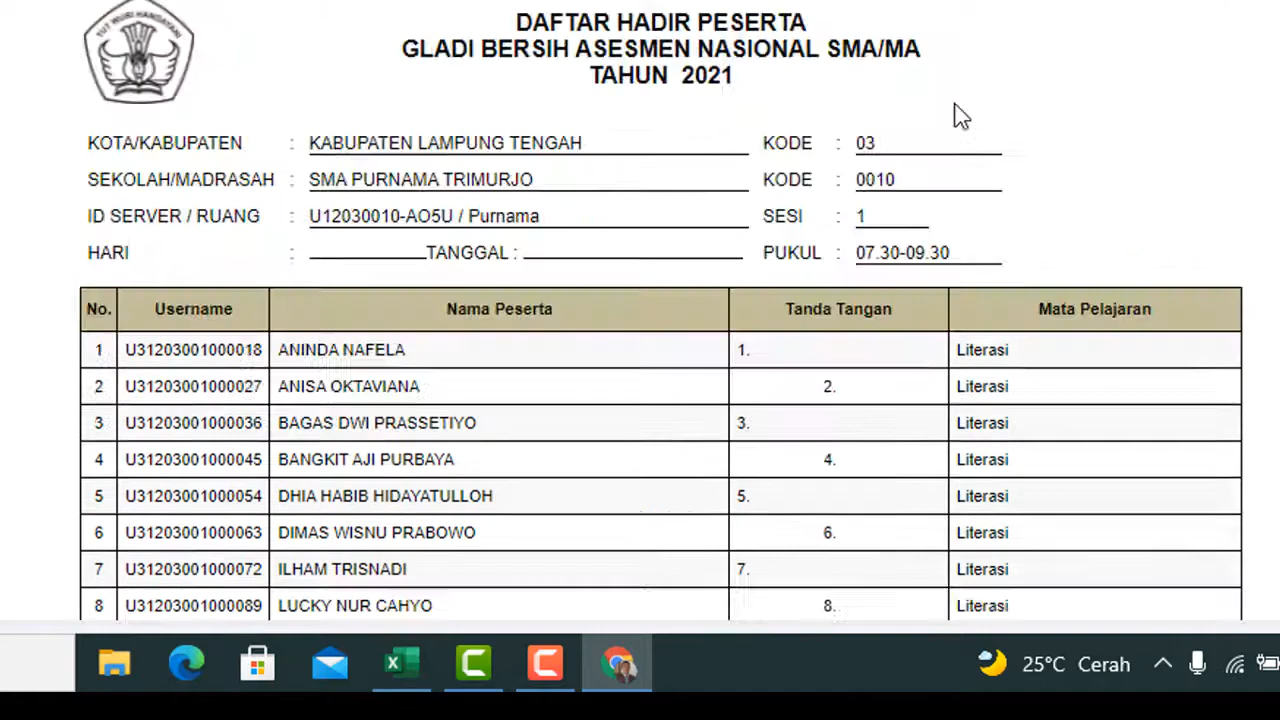 TUT WURI HANDAYANI
DAFTAR HADIR PESERTA
GLADI BERSIH ASESMEN NASIONAL SMA/MA
TAHUN 2021
KOTA/KABUPATEN : KABUPATEN LAMPUNG TENGAH KODE : 03
SEKOLAH/MADRASAH : SMA PURNAMA TRIMURJO KODE : 0010
ID SERVER / RUANG : U12030010-AO5U / Purnama SESI : 1
HARI : TANGGAL : PUKUL : 07.30-09.30
No. Username Nama Peserta Tanda Tangan Mata Pelajaran
1 U31203001000018 ANINDA NAFELA 1. Literasi
2 U31203001000027 ANISA OKTAVIANA 2. Literasi
3 U31203001000036 BAGAS DWI PRASSETIYO 3. Literasi
4 U31203001000045 BANGKIT AJI PURBAYA 4. Literasi
5 U31203001000054 DHIA HABIB HIDAYATULLOH 5. Literasi
6 U31203001000063 DIMAS WISNU PRABOWO 6. Literasi
7 U31203001000072 ILHAM TRISNADI 7. Literasi
8 U31203001000089 LUCKY NUR CAHYO 8. Literasi
25°C Cerah